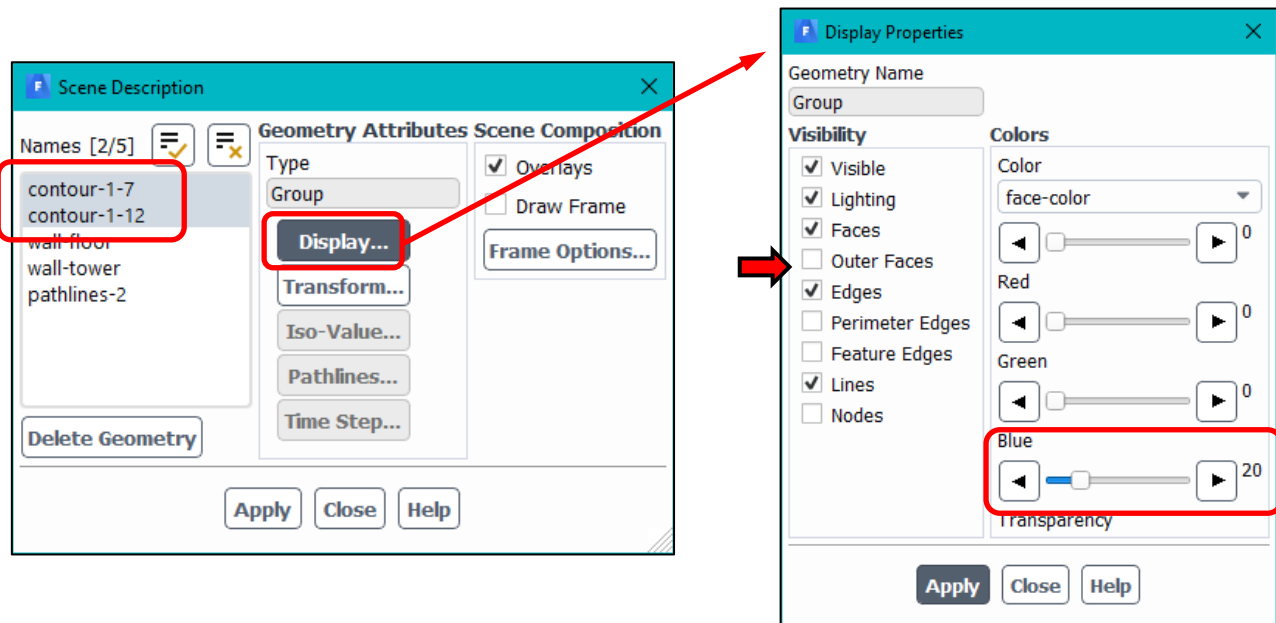 Scene Description
Names [2/5]
contour-1-7
contour-1-12
wall-floor
wall-tower
pathlines-2
Delete Geometry
Geometry Attributes
Type
Group
Display...
Transform...
Iso-Value...
Pathlines...
Time Step...
Scene Composition
Overlays
Draw Frame
Frame Options...
Apply Close Help
Display Properties
Geometry Name
Group
Visibility
Visible
Lighting
Faces
Outer Faces
Edges
Perimeter Edges
Feature Edges
Lines
Nodes
Colors
Color
face-color
0
Red
0
Green
0
Blue
20
Transparency
Apply Close Help